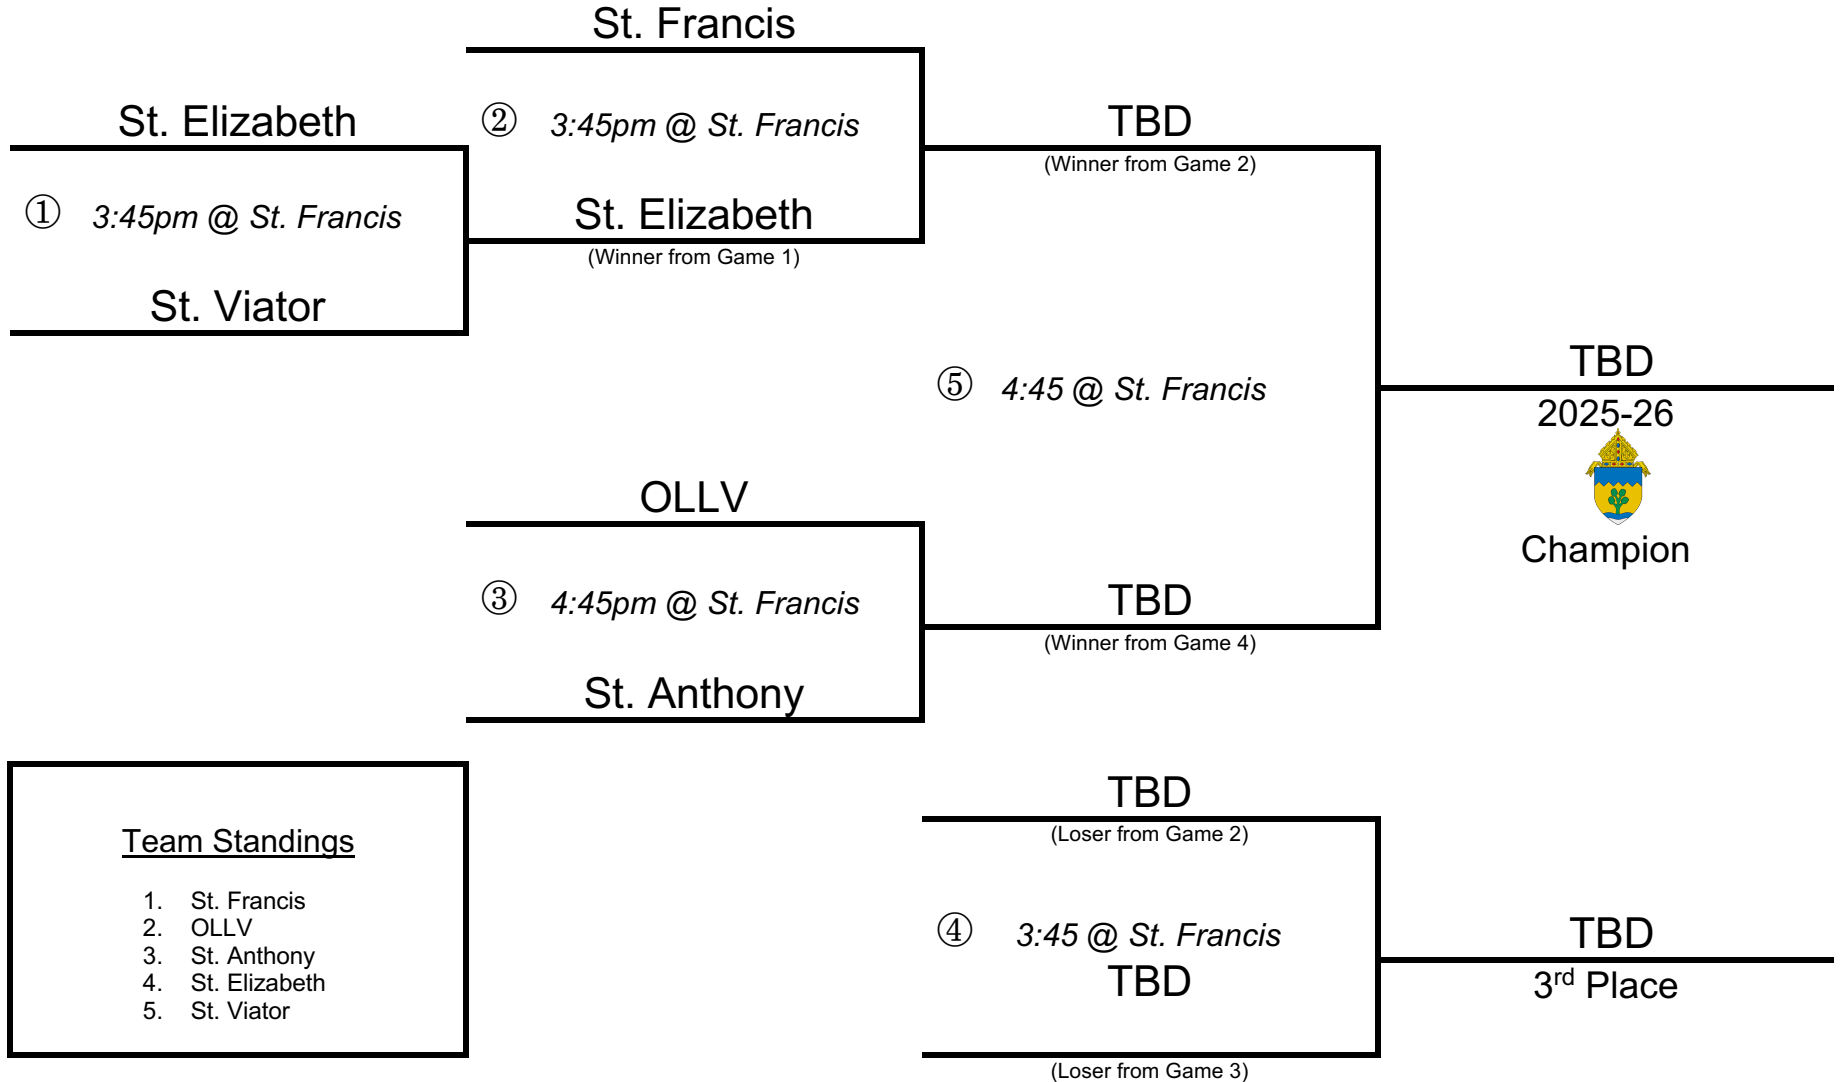 St. Francis
St. Elizabeth
② 3:45pm @ St. Francis
TBD
(Winner from Game 2)
① 3:45pm @ St. Francis
St. Elizabeth
(Winner from Game 1)
St. Viator
⑤ 4:45 @ St. Francis
TBD
2025-26
Champion
OLLV
③ 4:45pm @ St. Francis
TBD
(Winner from Game 4)
St. Anthony
TBD
(Loser from Game 2)
Team Standings
1. St. Francis
2. OLLV
3. St. Anthony
4. St. Elizabeth
5. St. Viator
④ 3:45 @ St. Francis
TBD
(Loser from Game 3)
TBD
3rd Place